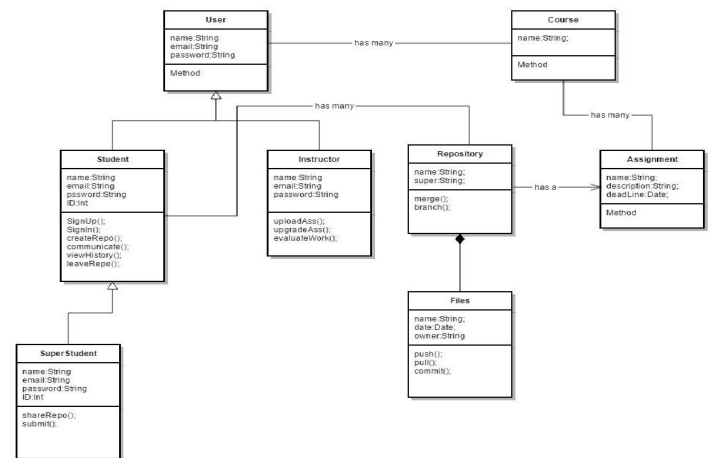 User
name:String
email:String
password:String
Method
has many
Course
name:String;
Method
has many
has many
Student
name:String
email:String
pssword:String
ID:Int
SignUp();
SignIn();
createRepo();
communicate();
viewHistory();
leaveRepo();
Instructor
name:String
email:String
password:String
uploadAss();
upgradeAss();
evaluateWork();
Repository
name:String;
super:String;
merge();
branch();
has a
Assignment
name:String;
description:String;
deadLine:Date;
Method
Files
name:String;
date:Date;
owner:String
push();
pull();
commit();
SuperStudent
name:String
email:String
password:String
ID:Int
shareRepo();
submit();